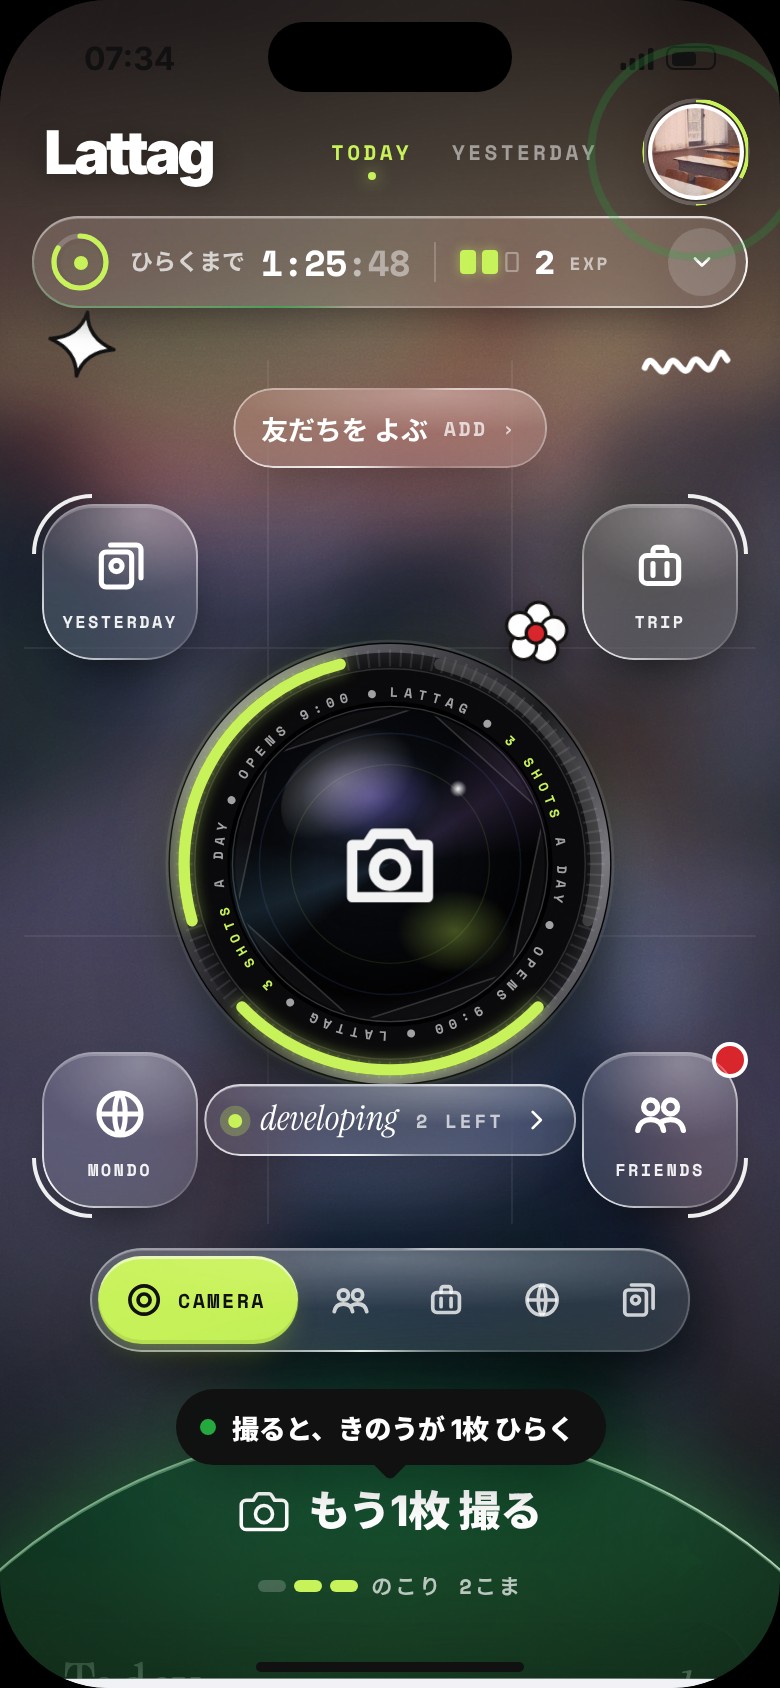 07:34
Lattag
TODAY YESTERDAY
ひらくまで 1:25:48 2 EXP
友だちを よぶ ADD ›
YESTERDAY
TRIP
LATTAG ● 3 SHOTS A DAY ● OPENS 9:00 ● LATTAG ● 3 SHOTS A DAY ● OPENS 9:00 ●
MONDO
developing 2 LEFT
FRIENDS
CAMERA
撮ると、きのうが1枚 ひらく
もう1枚 撮る
のこり 2こま